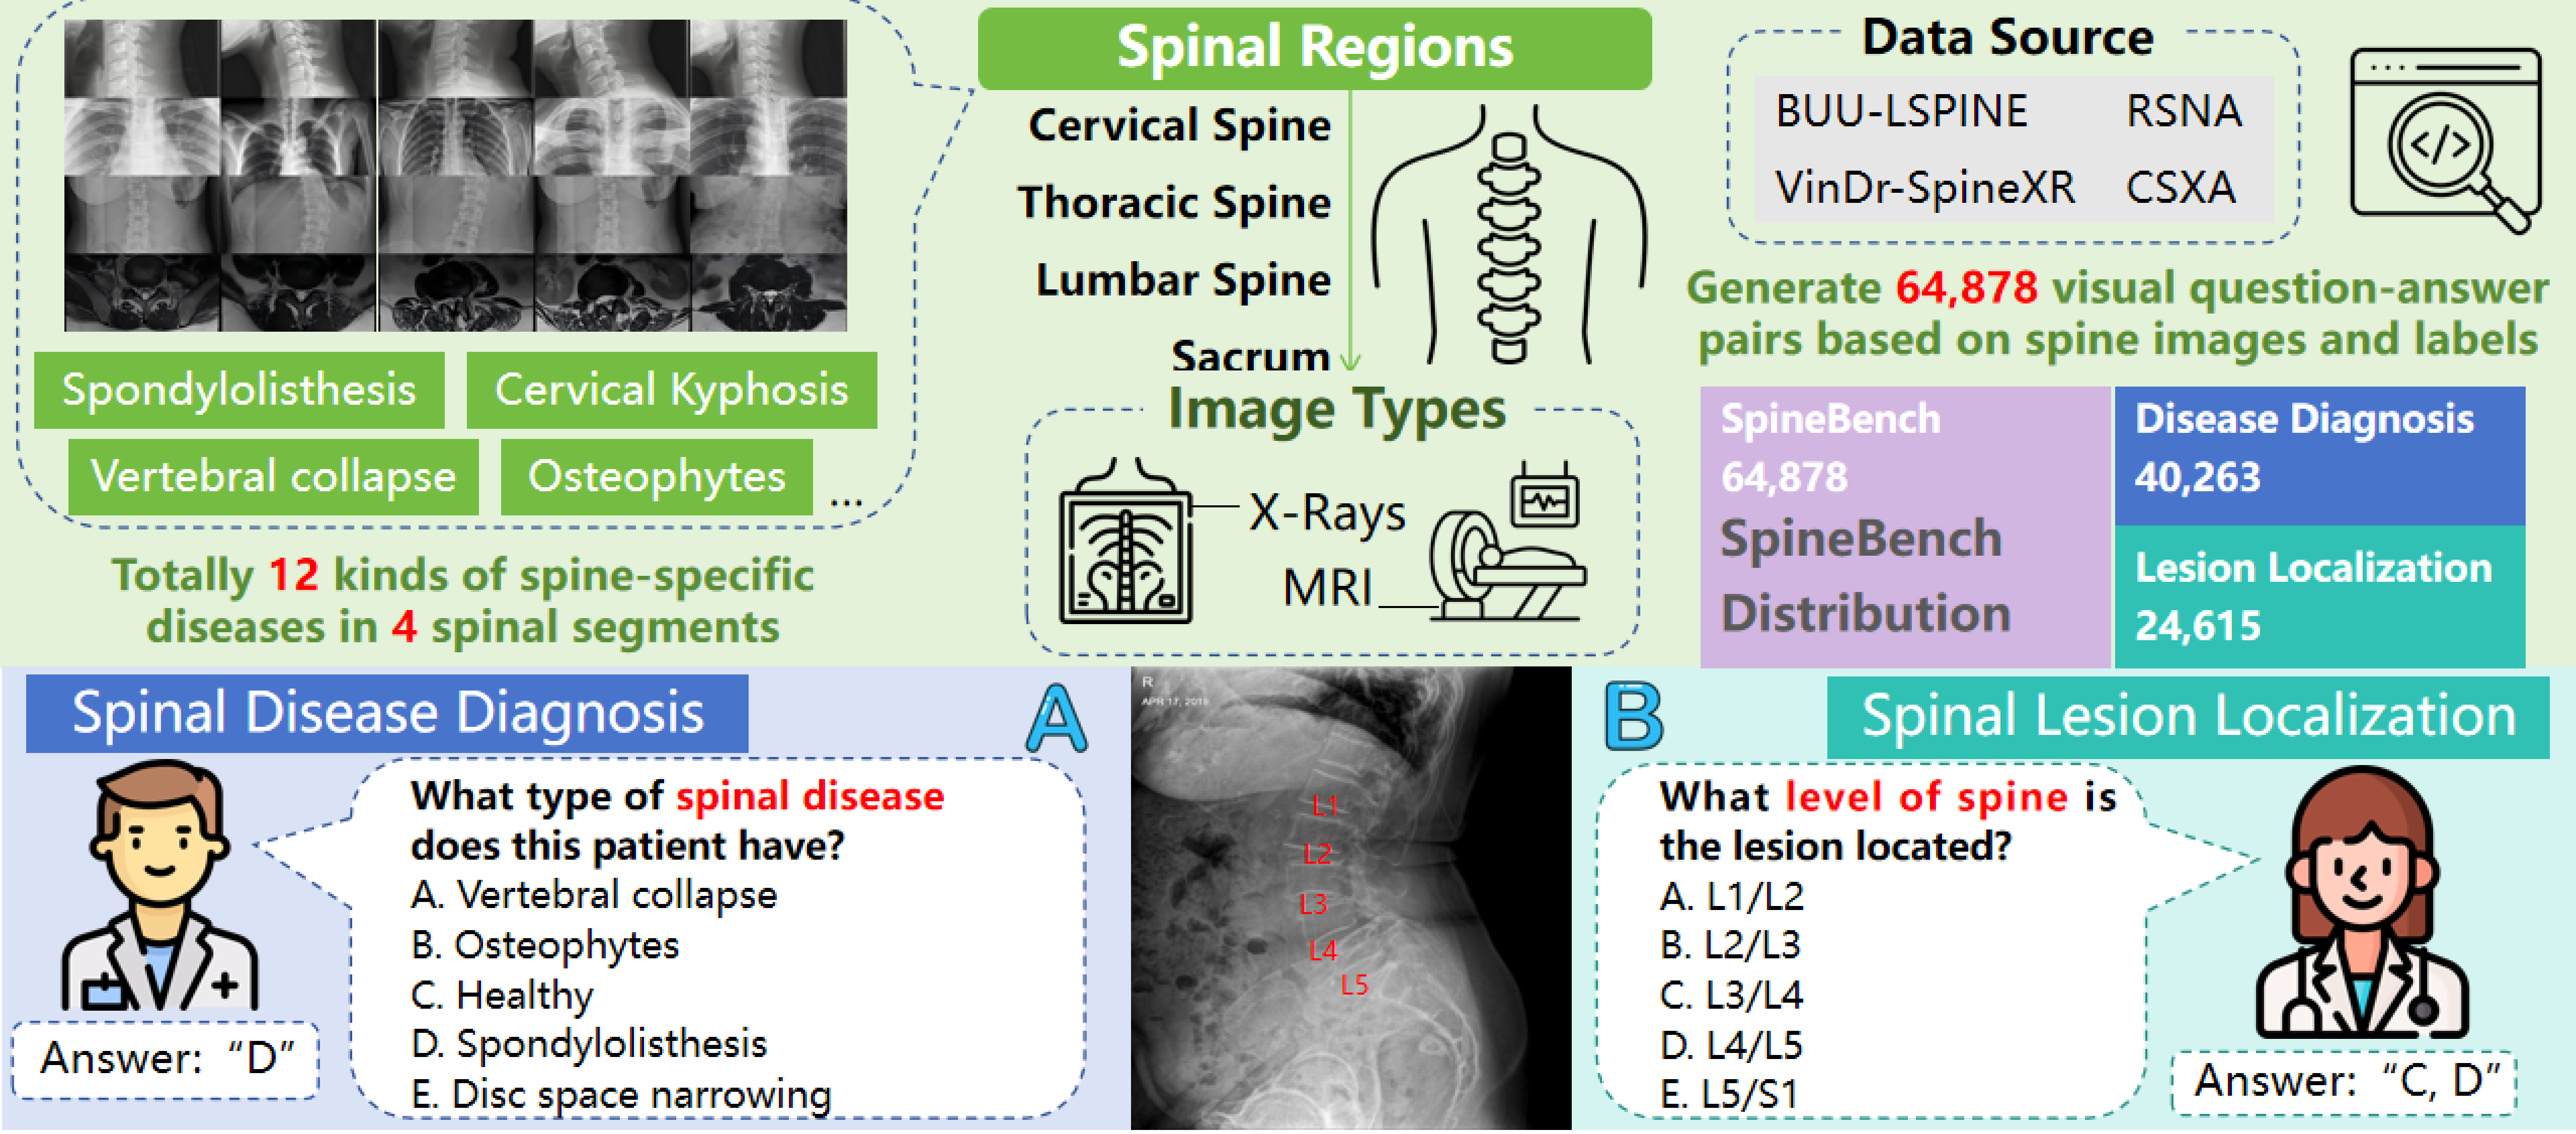 Spondylolisthesis
Cervical Kyphosis
Vertebral collapse
Osteophytes
...
Totally 12 kinds of spine-specific
diseases in 4 spinal segments
Spinal Regions
Cervical Spine
Thoracic Spine
Lumbar Spine
Sacrum
Image Types
X-Rays
MRI
Data Source
BUU-LSPINE RSNA
VinDr-SpineXR CSXA
</>
Generate 64,878 visual question-answer
pairs based on spine images and labels
SpineBench
64,878
SpineBench
Distribution
Disease Diagnosis
40,263
Lesion Localization
24,615
Spinal Disease Diagnosis
A
What type of spinal disease
does this patient have?
A. Vertebral collapse
B. Osteophytes
C. Healthy
D. Spondylolisthesis
E. Disc space narrowing
Answer: “D”
R
APR 17, 2019
L1
L2
L3
L4
L5
B
Spinal Lesion Localization
What level of spine is
the lesion located?
A. L1/L2
B. L2/L3
C. L3/L4
D. L4/L5
E. L5/S1
Answer: “C, D”